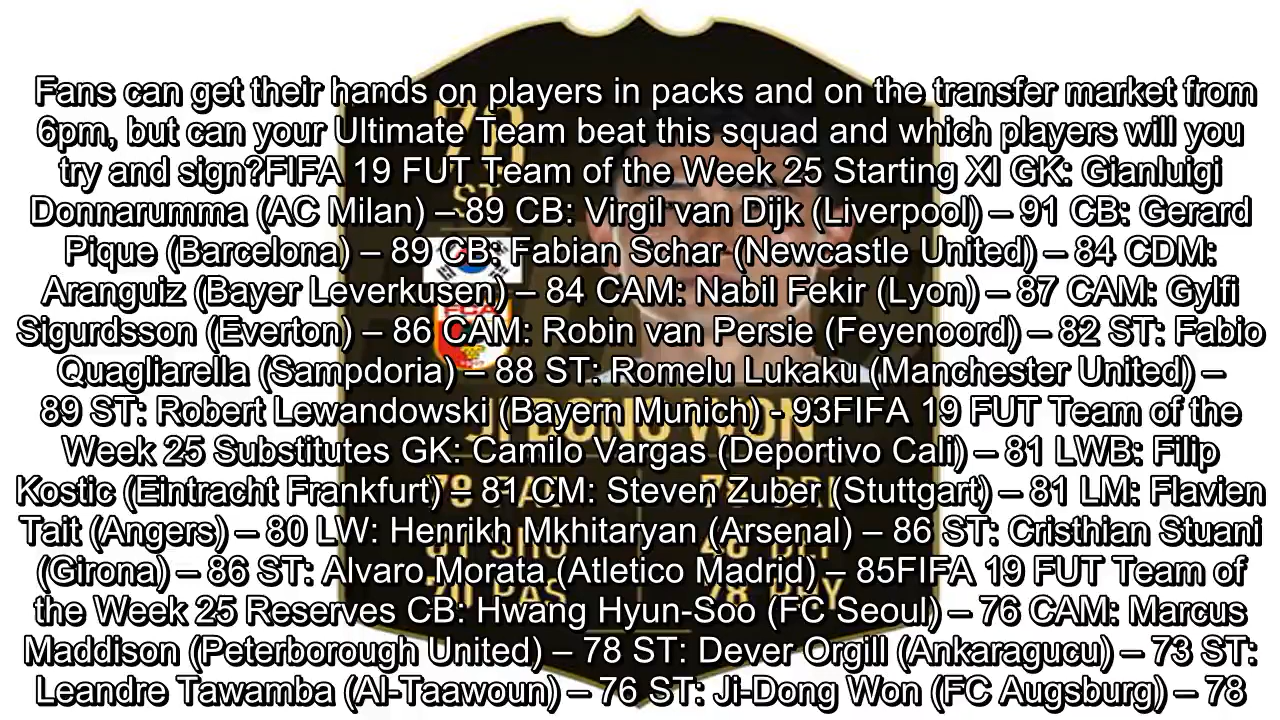 Fans can get their hands on players in packs and on the transfer market from
6pm, but can your Ultimate Team beat this squad and which players will you
try and sign?FIFA 19 FUT Team of the Week 25 Starting XI GK: Gianluigi
Donnarumma (AC Milan) – 89 CB: Virgil van Dijk (Liverpool) – 91 CB: Gerard
Pique (Barcelona) – 89 CB: Fabian Schar (Newcastle United) – 84 CDM:
Aranguiz (Bayer Leverkusen) – 84 CAM: Nabil Fekir (Lyon) – 87 CAM: Gylfi
Sigurdsson (Everton) – 86 CAM: Robin van Persie (Feyenoord) – 82 ST: Fabio
Quagliarella (Sampdoria) – 88 ST: Romelu Lukaku (Manchester United) –
89 ST: Robert Lewandowski (Bayern Munich) - 93FIFA 19 FUT Team of the
Week 25 Substitutes GK: Camilo Vargas (Deportivo Cali) – 81 LWB: Filip
Kostic (Eintracht Frankfurt) – 81 CM: Steven Zuber (Stuttgart) – 81 LM: Flavien
Tait (Angers) – 80 LW: Henrikh Mkhitaryan (Arsenal) – 86 ST: Cristhian Stuani
(Girona) – 86 ST: Alvaro Morata (Atletico Madrid) – 85FIFA 19 FUT Team of
the Week 25 Reserves CB: Hwang Hyun-Soo (FC Seoul) – 76 CAM: Marcus
Maddison (Peterborough United) – 78 ST: Dever Orgill (Ankaragucu) – 73 ST:
Leandre Tawamba (Al-Taawoun) – 76 ST: Ji-Dong Won (FC Augsburg) – 78